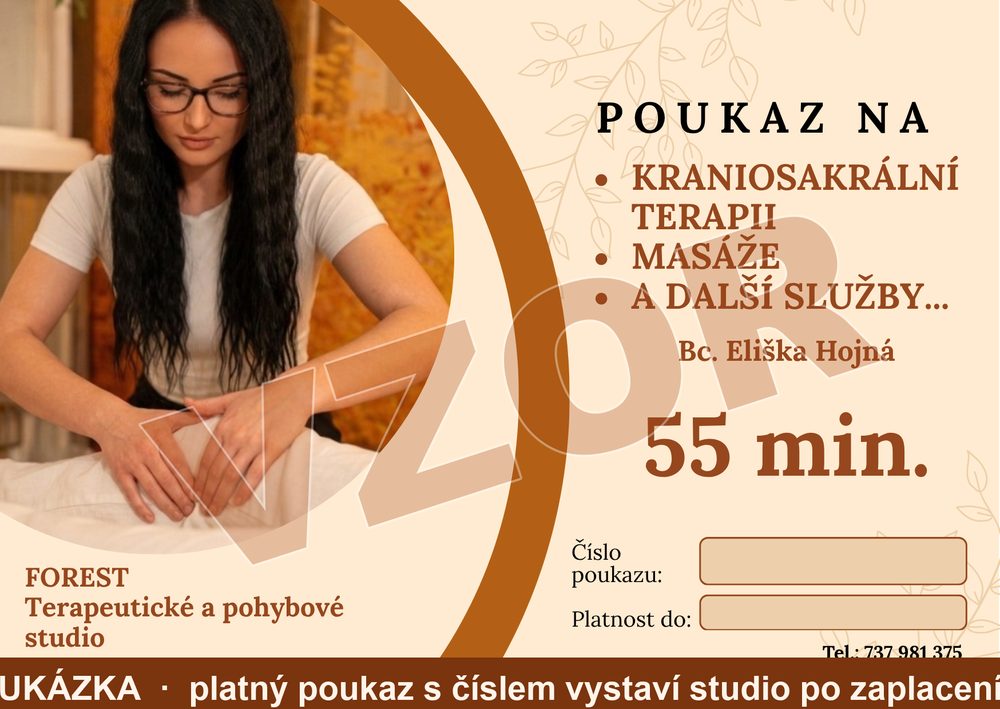 POUKAZ NA
• KRANIOSAKRÁLNÍ
TERAPII
• MASÁŽE
• A DALŠÍ SLUŽBY...
Bc. Eliška Hojná
55 min.
VZOR
Číslo
poukazu:
Platnost do:
Tel.: 737 981 375
FOREST
Terapeutické a pohybové
studio
UKÁZKA · platný poukaz s číslem vystaví studio po zaplacení